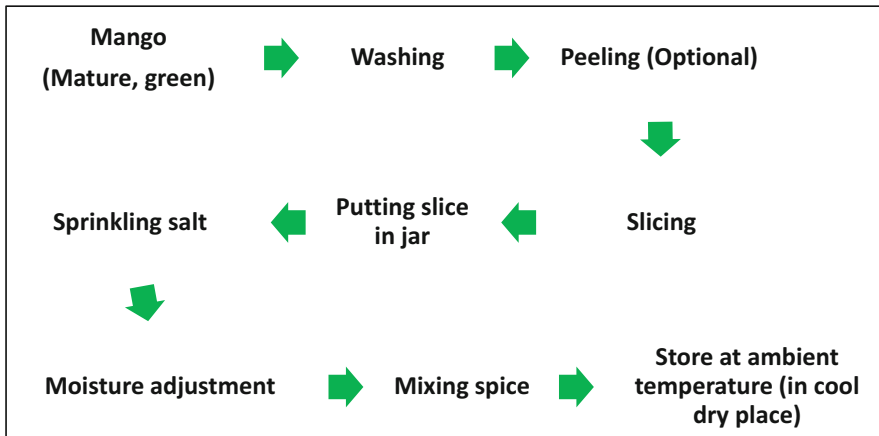 Mango
(Mature, green)
Washing
Peeling (Optional)
Slicing
Putting slice
in jar
Sprinkling salt
Moisture adjustment
Mixing spice
Store at ambient
temperature (in cool
dry place)